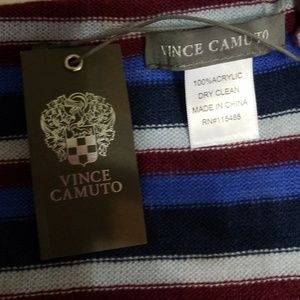 VINCE CAMUTO
100%ACRYLIC
DRY CLEAN
MADE IN CHINA
RN#115485
VINCE
CAMUTO